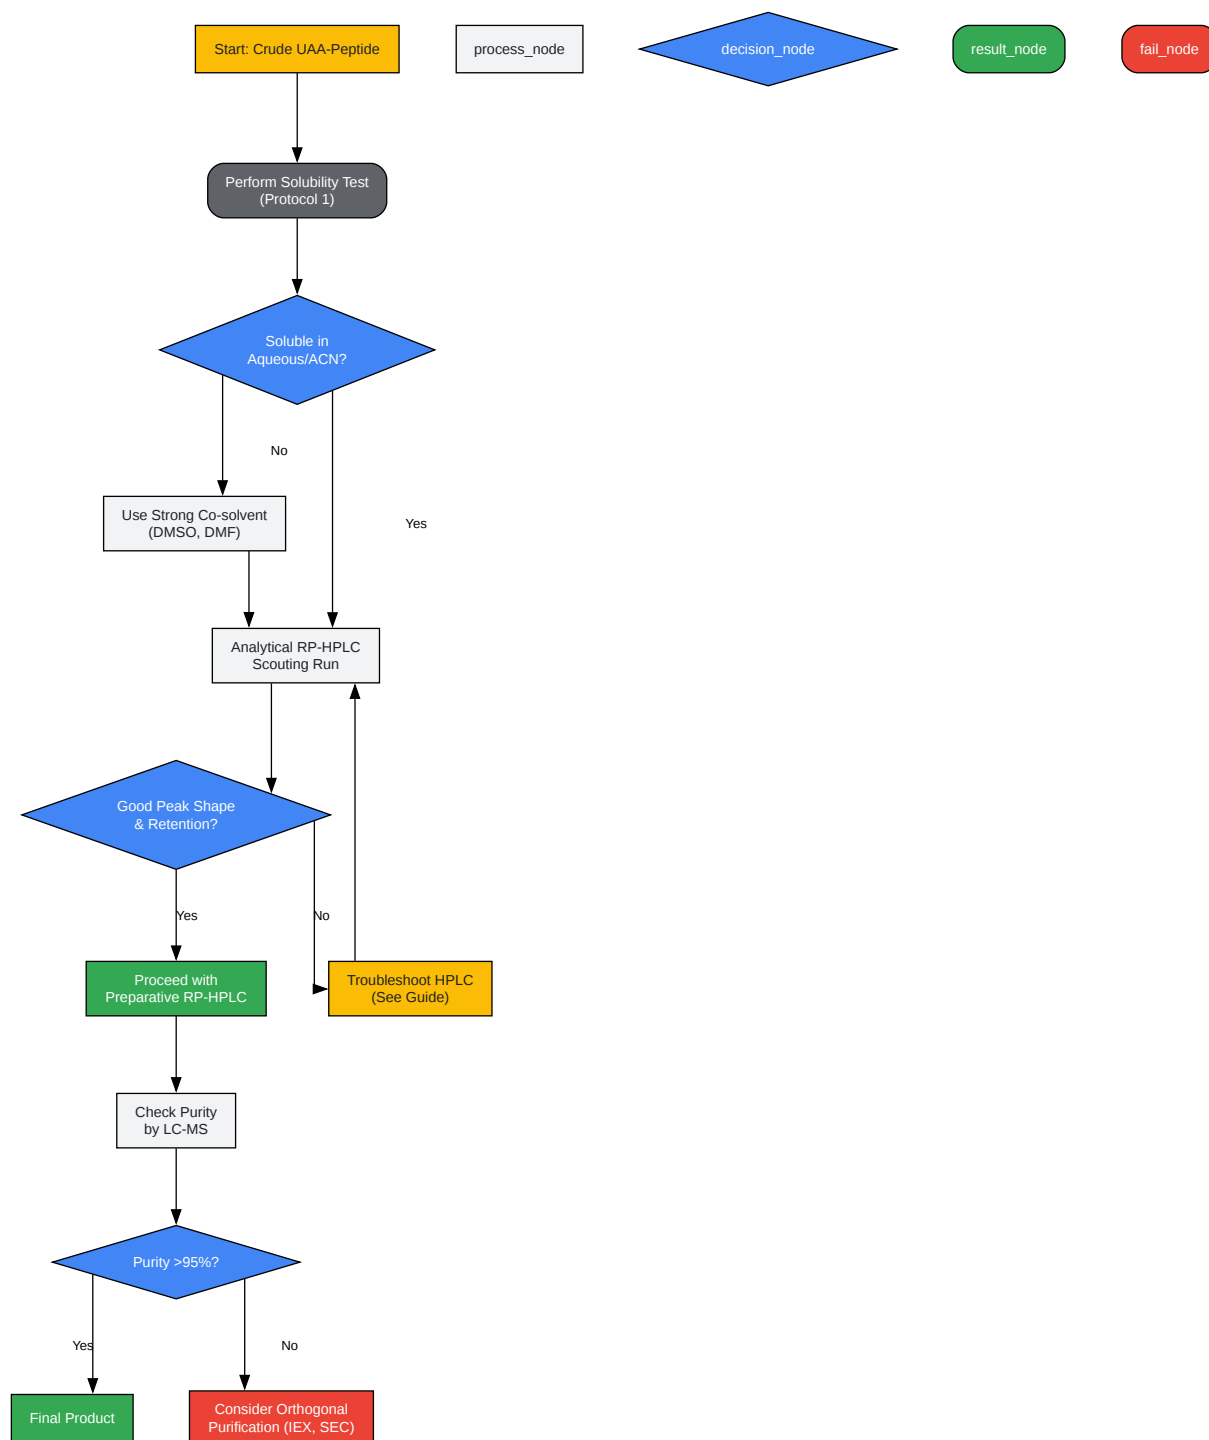 Start: Crude UAA-Peptide
process_node
decision_node
result_node
fail_node
Perform Solubility Test
(Protocol 1)
Soluble in
Aqueous/ACN?
No
Yes
Use Strong Co-solvent
(DMSO, DMF)
Analytical RP-HPLC
Scouting Run
Good Peak Shape
& Retention?
Yes
No
Proceed with
Preparative RP-HPLC
Troubleshoot HPLC
(See Guide)
Check Purity
by LC-MS
Purity >95%?
Yes
No
Final Product
Consider Orthogonal
Purification (IEX, SEC)